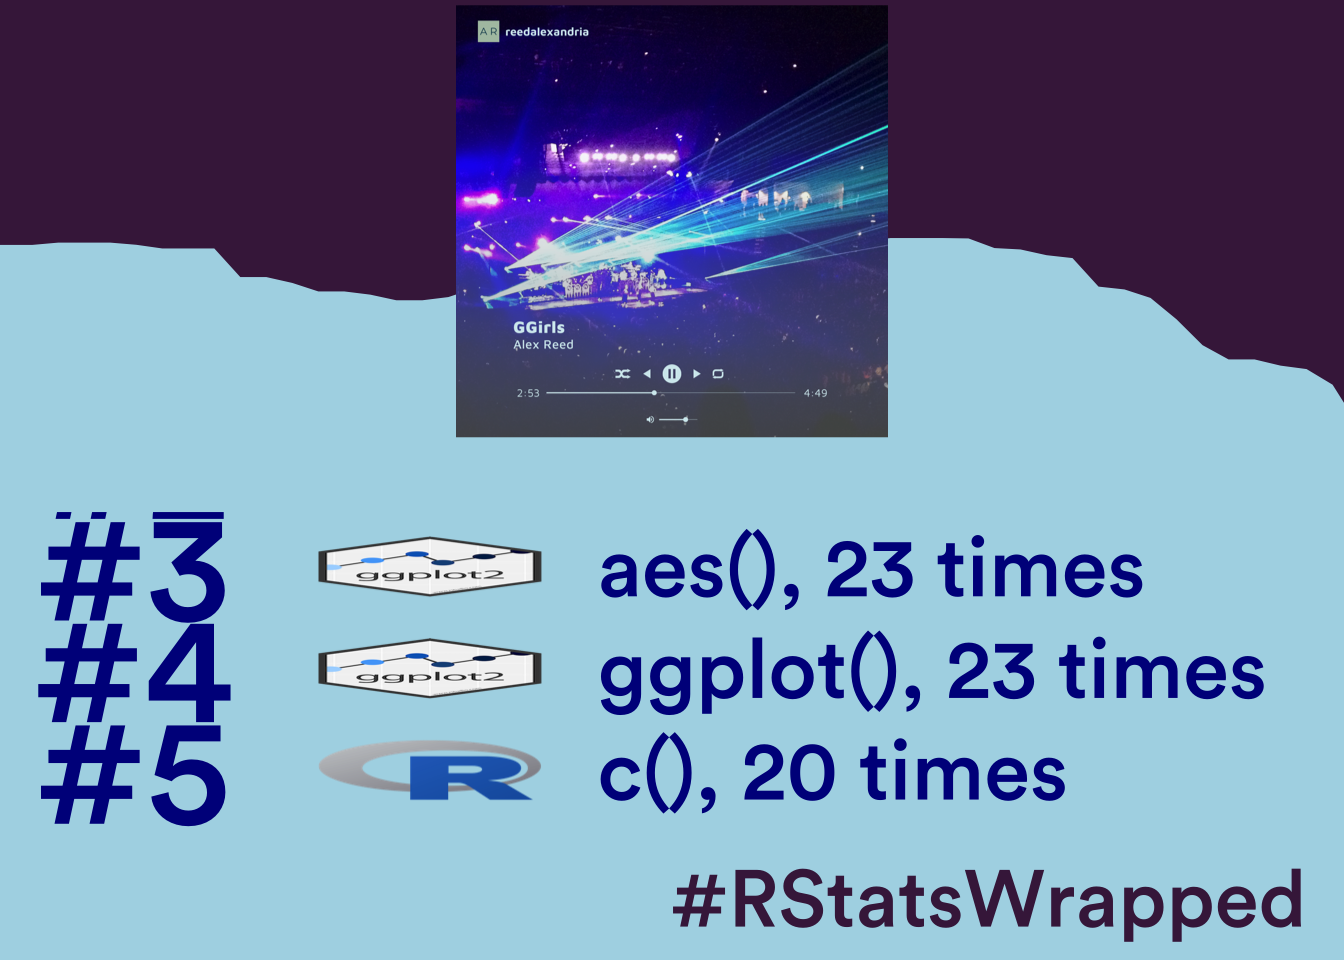 AR reedalexandria
GGirls
Alex Reed
2:53 4:49
#3 ggplot2 aes(), 23 times
#4 ggplot2 ggplot(), 23 times
#5 R c(), 20 times
#RStatsWrapped